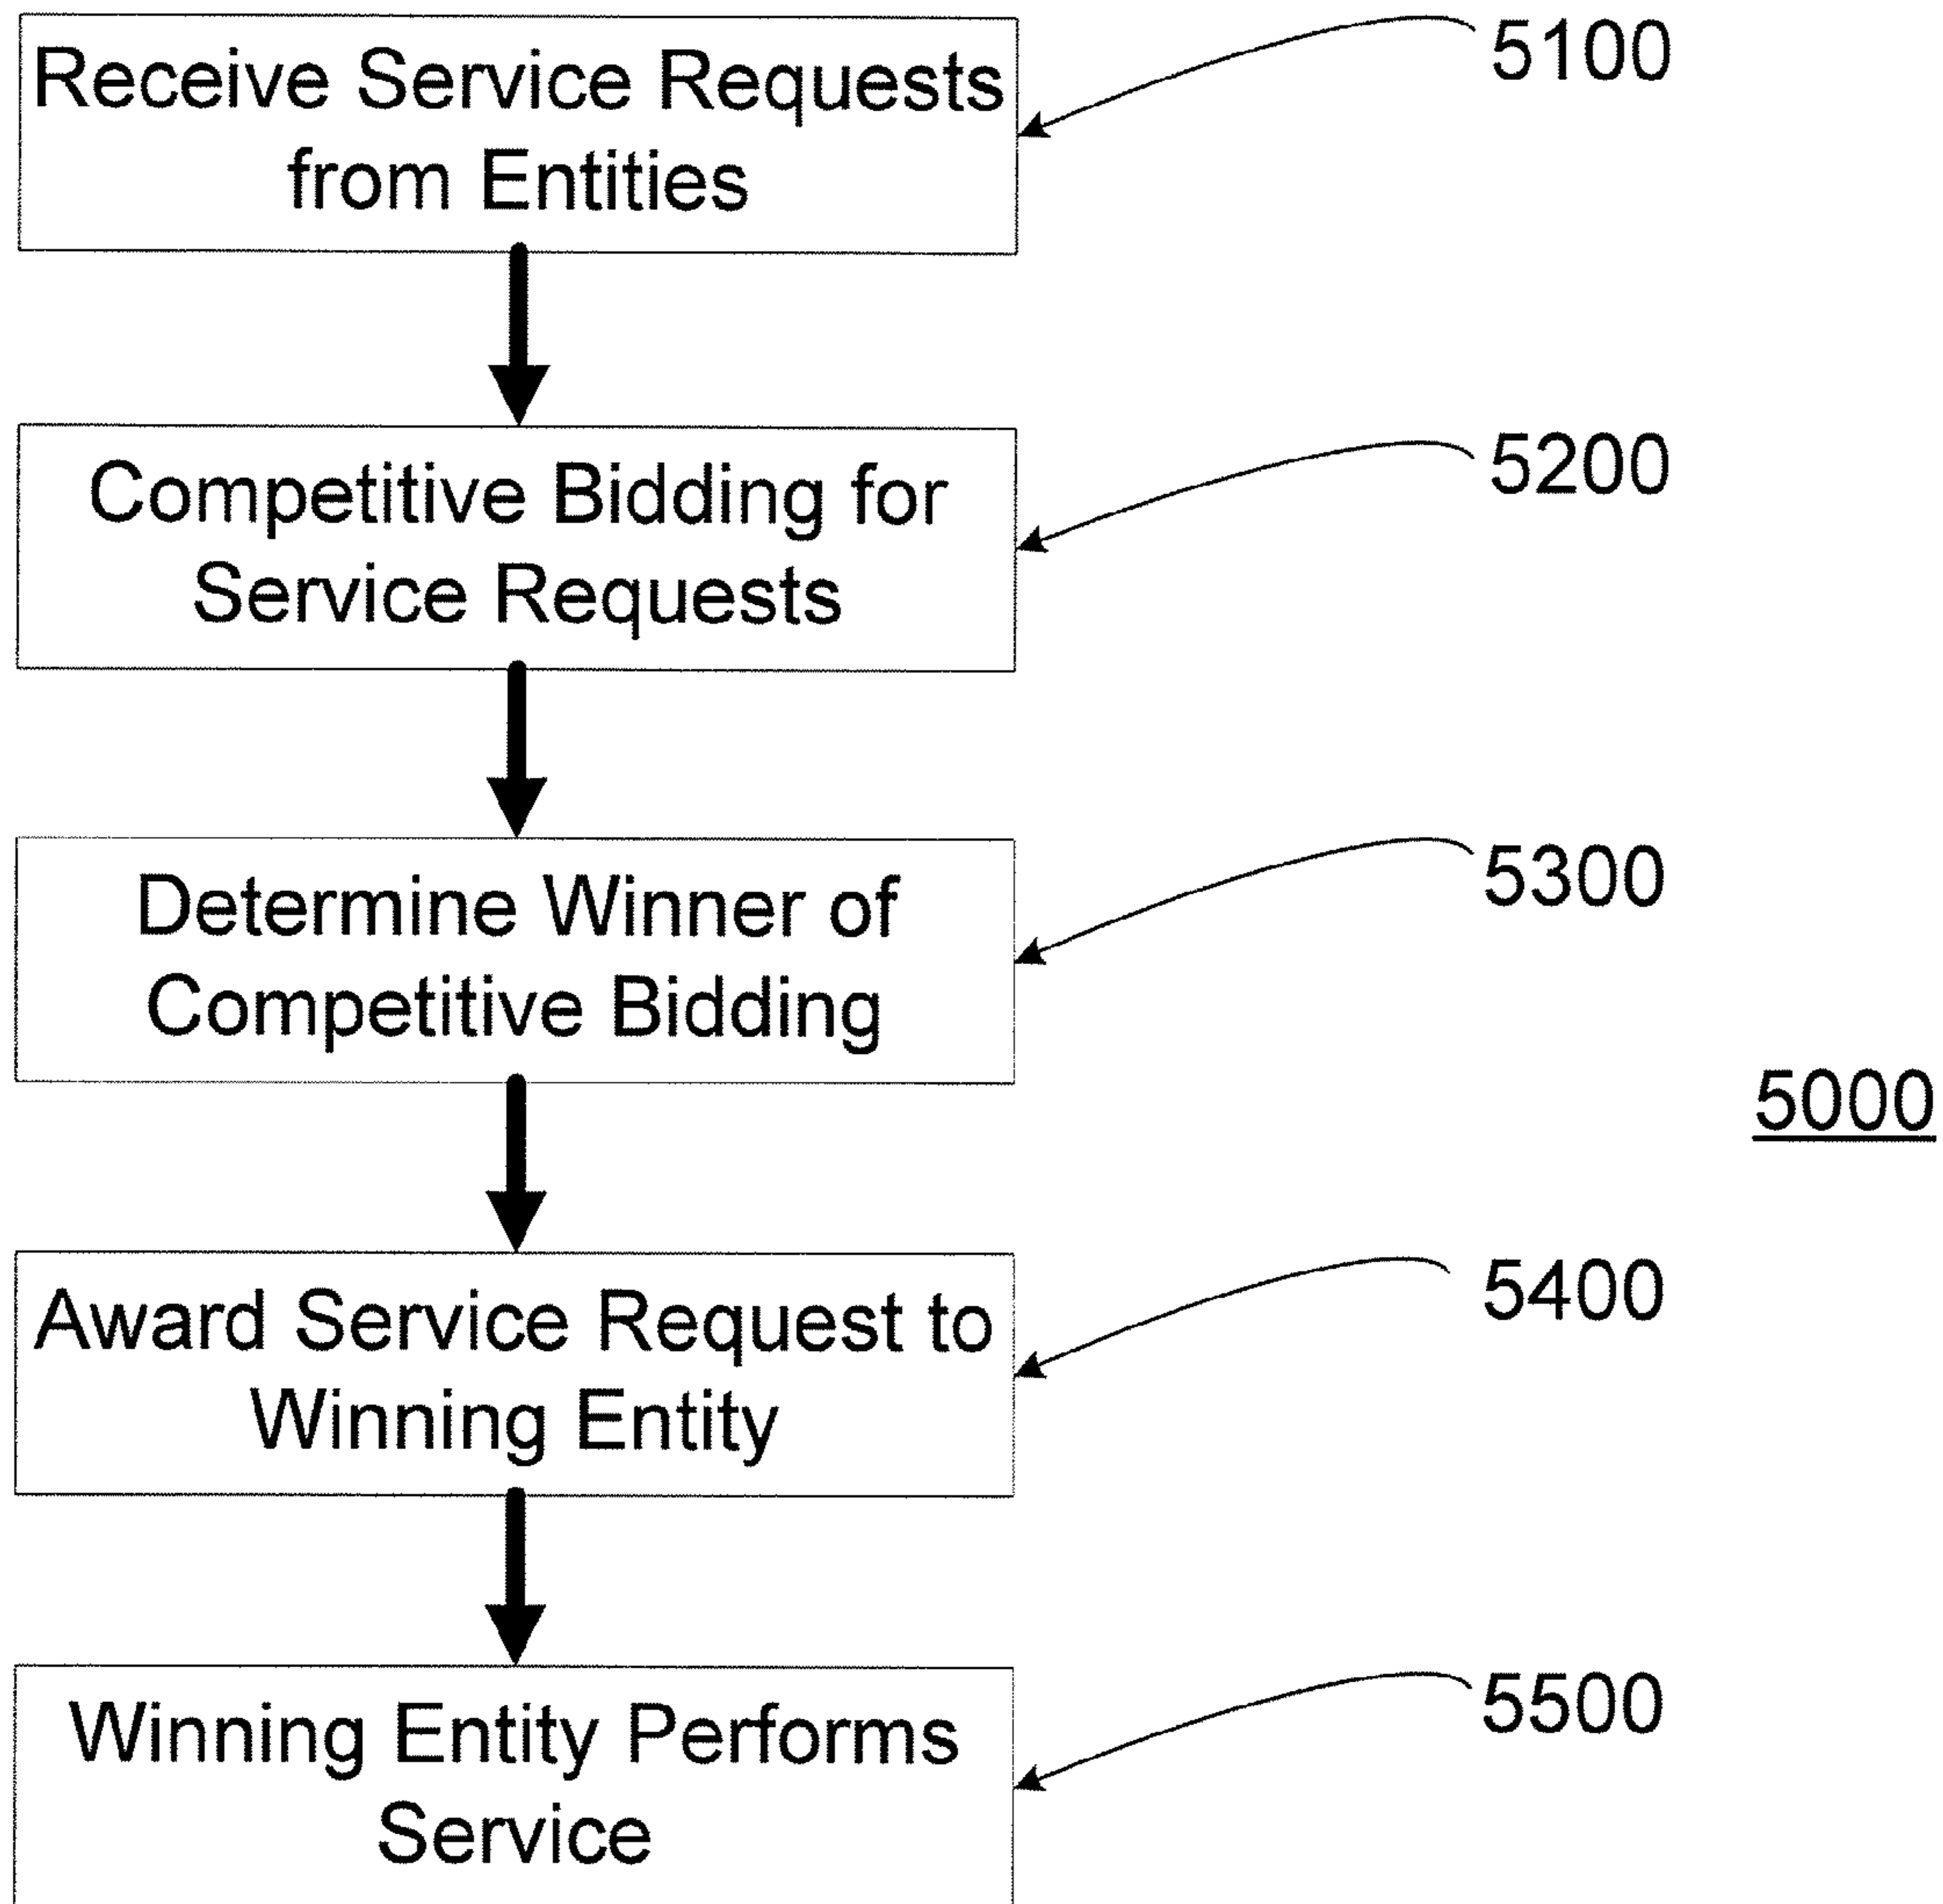 Receive Service Requests
from Entities
5100
Competitive Bidding for
Service Requests
5200
Determine Winner of
Competitive Bidding
5300
5000
Award Service Request to
Winning Entity
5400
Winning Entity Performs
Service
5500